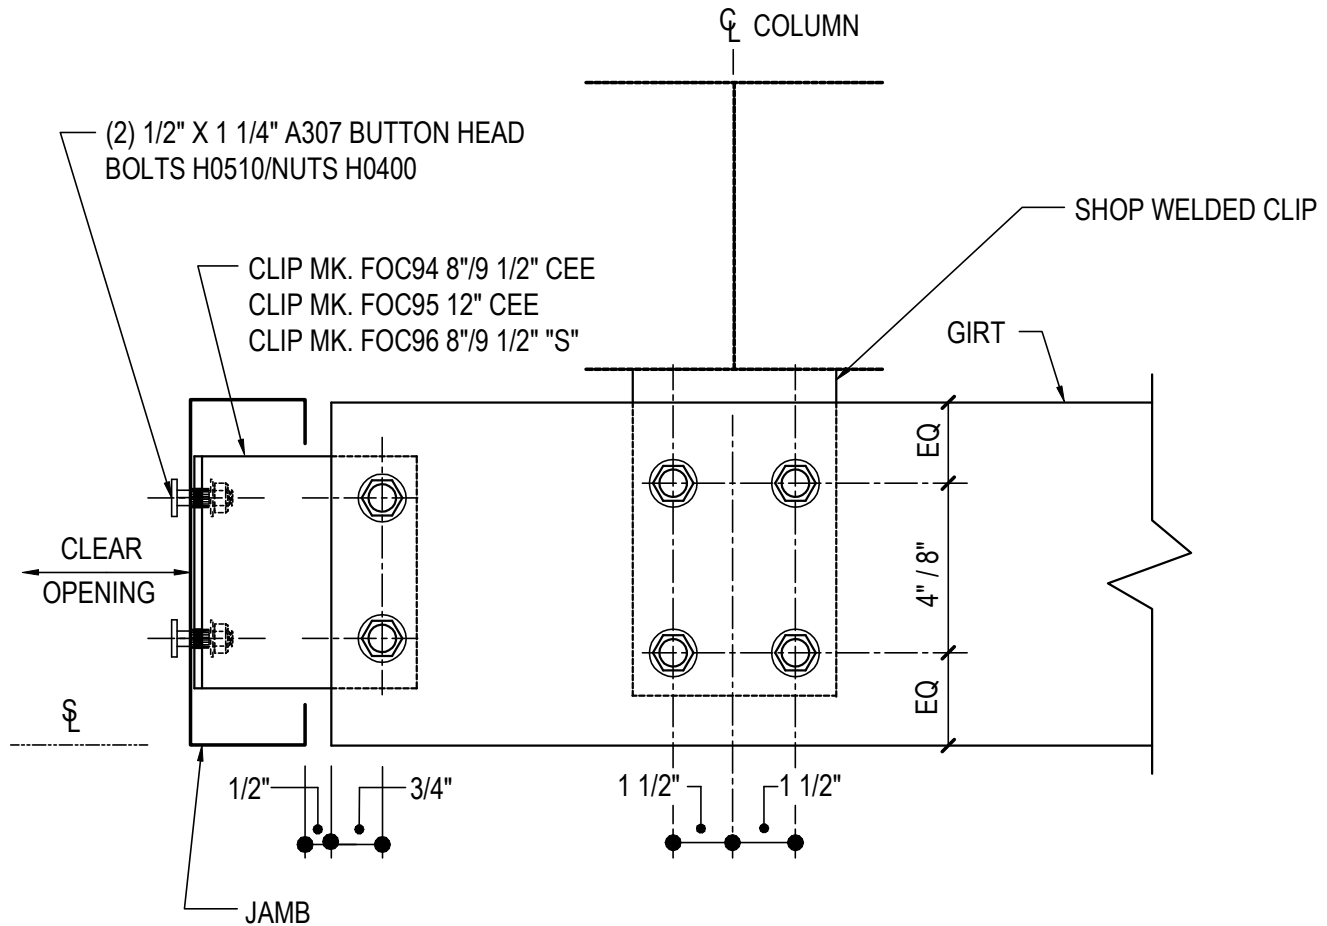 ℄ COLUMN
(2) 1/2" X 1 1/4" A307 BUTTON HEAD
BOLTS H0510/NUTS H0400
SHOP WELDED CLIP
CLIP MK. FOC94 8"/9 1/2" CEE
CLIP MK. FOC95 12" CEE
CLIP MK. FOC96 8"/9 1/2" "S"
GIRT
EQ
CLEAR
OPENING
4" / 8"
EQ
SL
1/2"
3/4"
1 1/2"
1 1/2"
JAMB